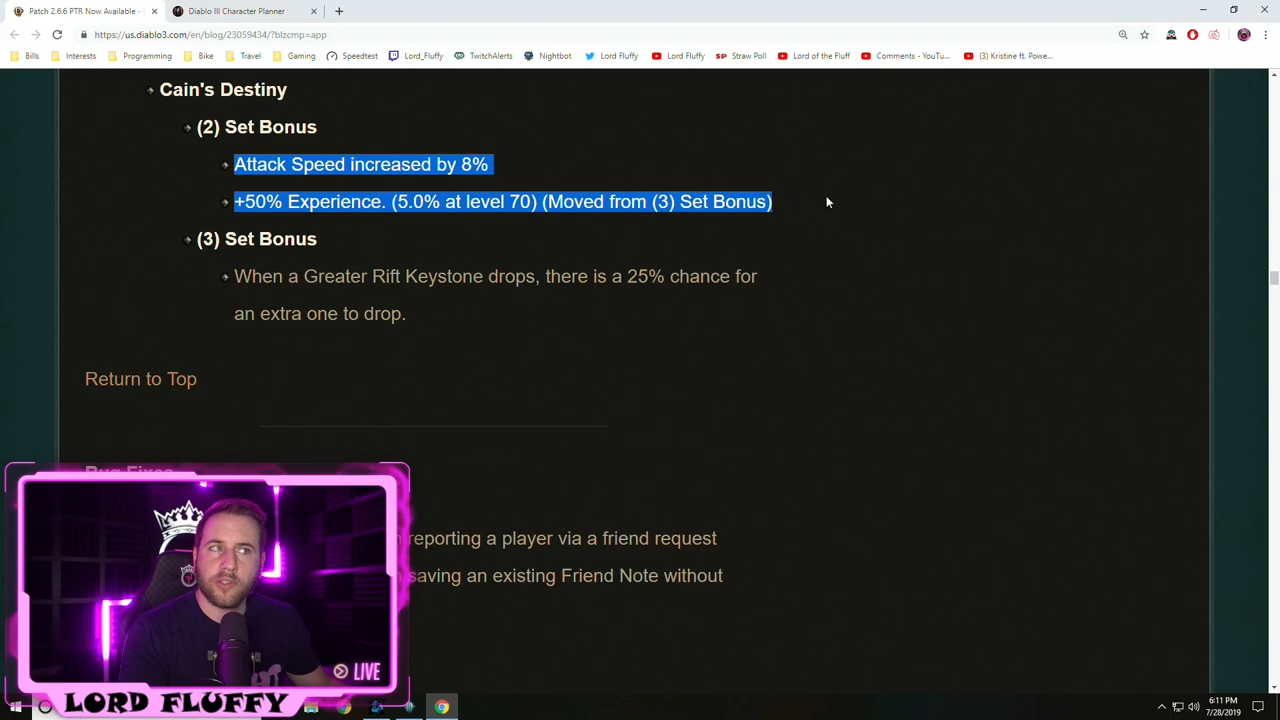 Patch 2.6.6 PTR Now Available -
Diablo III Character Planner
https://us.diablo3.com/en/blog/23059434/?blzcmp=app
Bills
Interests
Programming
Bike
Travel
Gaming
Speedtest
Lord_Fluffy
TwitchAlerts
Nightbot
Lord Fluffy
Lord Fluffy
Straw Poll
Lord of the Fluff
Comments - YouTu...
(3) Kristine ft. Powe...
Cain's Destiny
(2) Set Bonus
Attack Speed increased by 8%
+50% Experience. (5.0% at level 70) (Moved from (3) Set Bonus)
(3) Set Bonus
When a Greater Rift Keystone drops, there is a 25% chance for
an extra one to drop.
Return to Top
Bug Fixes
reporting a player via a friend request
saving an existing Friend Note without
LIVE
LORD FLUFFY
6:11 PM
7/28/2019